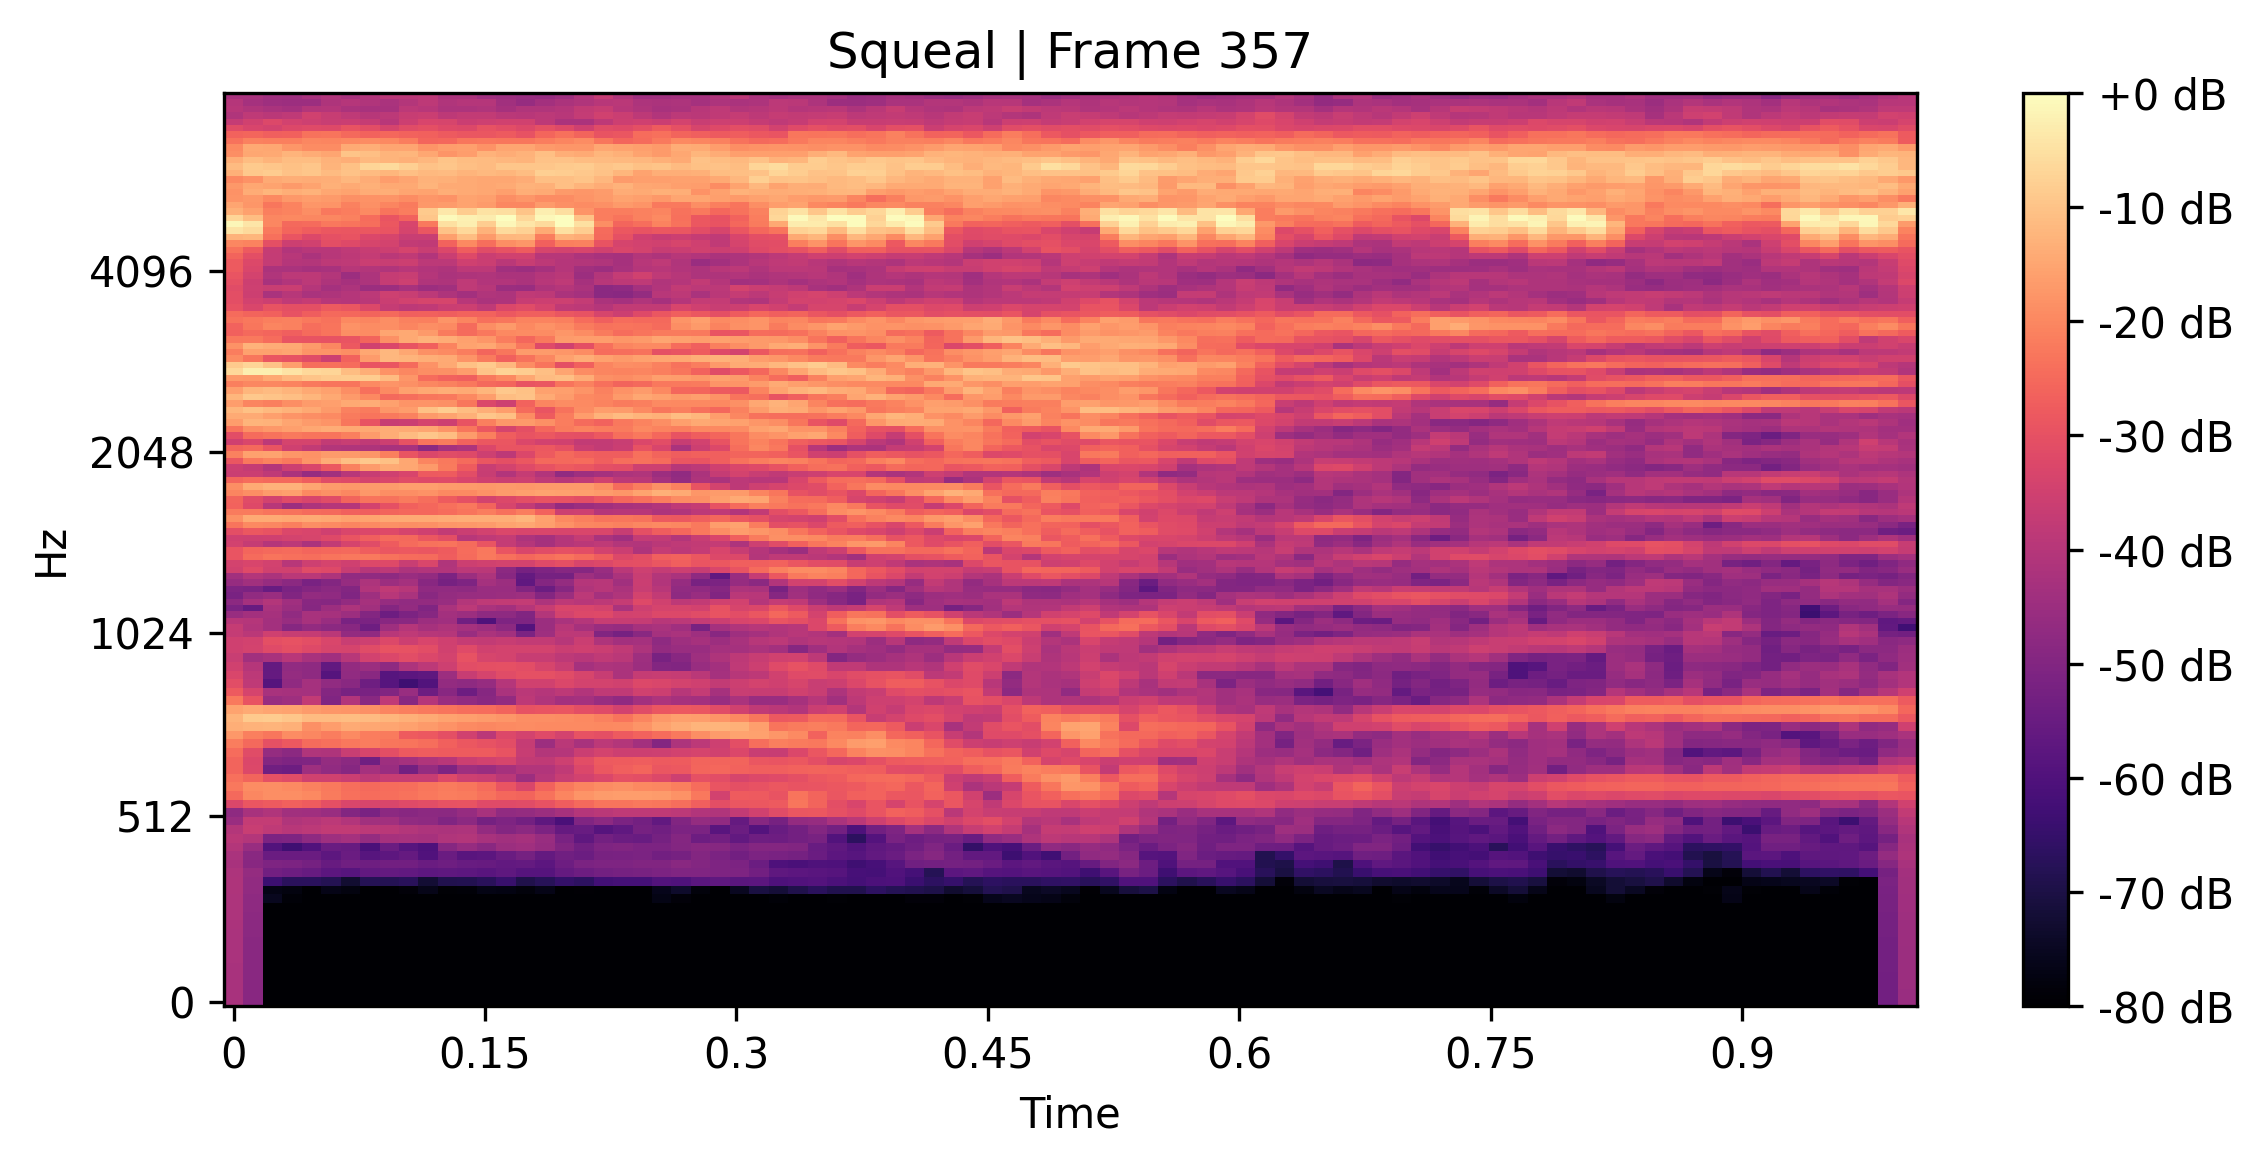 Squeal | Frame 357
+0 dB
-10 dB
-20 dB
-30 dB
-40 dB
-50 dB
-60 dB
-70 dB
-80 dB
Hz
4096
2048
1024
512
0
0 0.15 0.3 0.45 0.6 0.75 0.9
Time